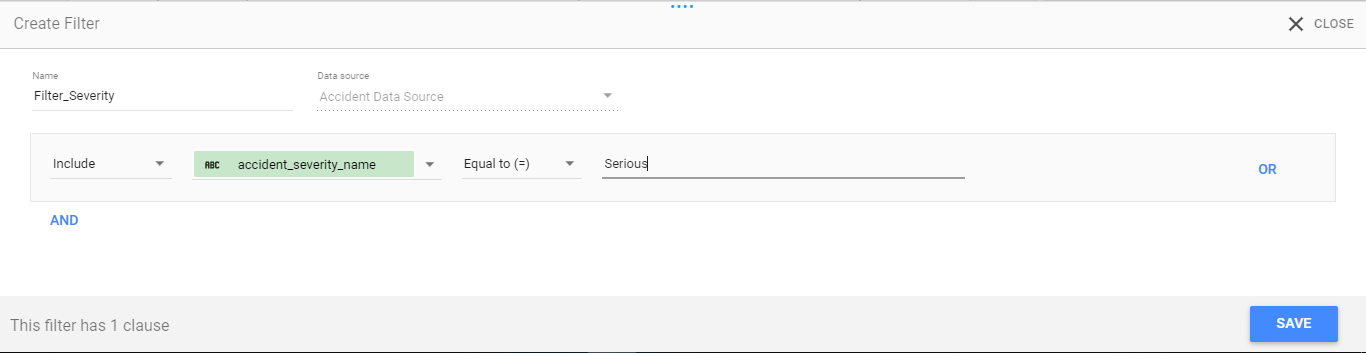 Create Filter
CLOSE
Name
Data source
Filter_Severity
Accident Data Source
Include
ABC accident_severity_name
Equal to (=)
Serious
OR
AND
This filter has 1 clause
SAVE